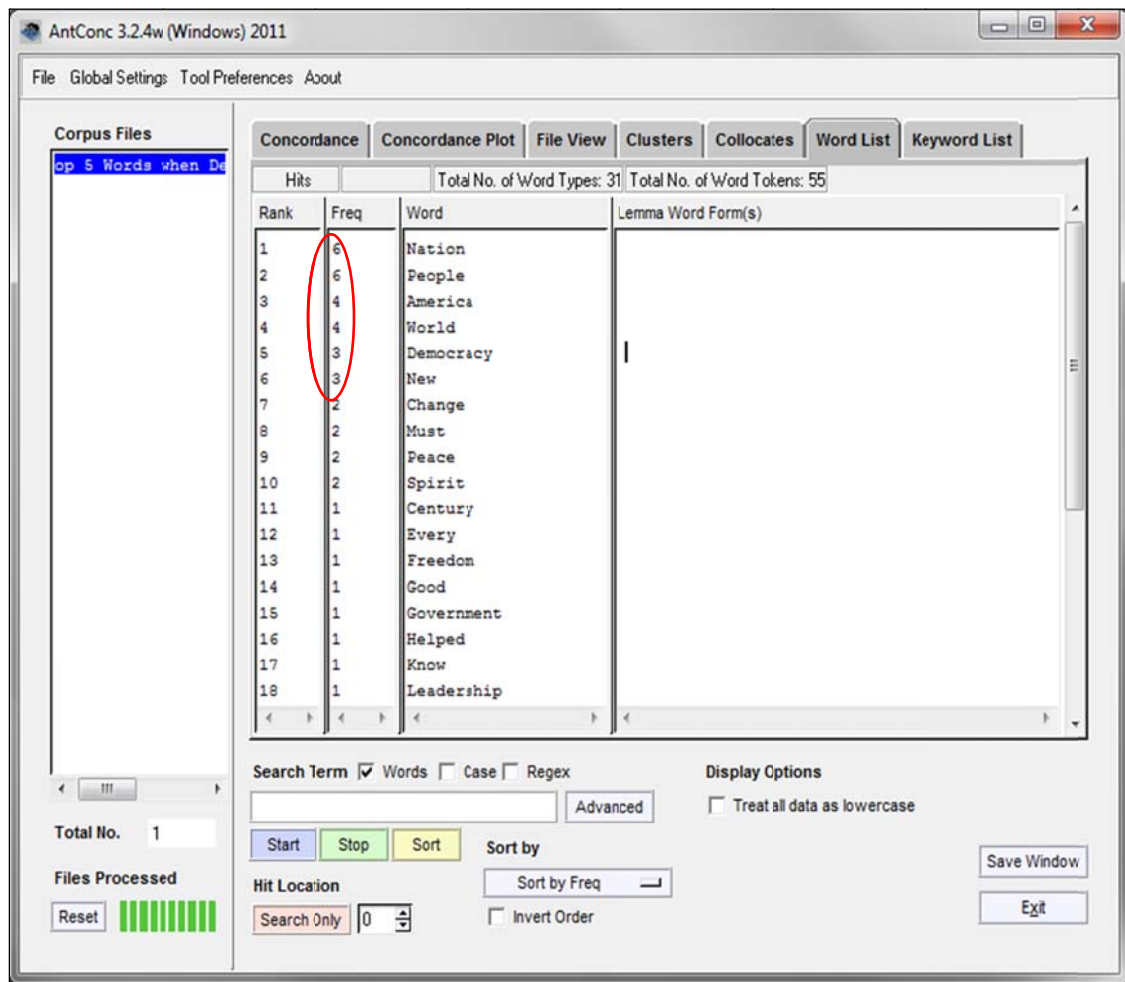 AntConc 3.2.4w (Windows) 2011
File Global Settings Tool Preferences About
Corpus Files
op 5 Words when De
Concordance Concordance Plot File View Clusters Collocates Word List Keyword List
Hits Total No. of Word Types: 31 Total No. of Word Tokens: 55
Rank Freq Word Lemma Word Form(s)
1 6 Nation
2 6 People
3 4 America
4 4 World
5 3 Democracy
6 3 New
7 2 Change
8 2 Must
9 2 Peace
10 2 Spirit
11 1 Century
12 1 Every
13 1 Freedom
14 1 Good
15 1 Government
16 1 Helped
17 1 Know
18 1 Leadership
Search Term Words Case Regex Display Options
Advanced Treat all data as lowercase
Total No. 1
Start Stop Sort Sort by
Save Window
Files Processed Hit Location Sort by Freq
Reset Search Only 0 Invert Order Exit